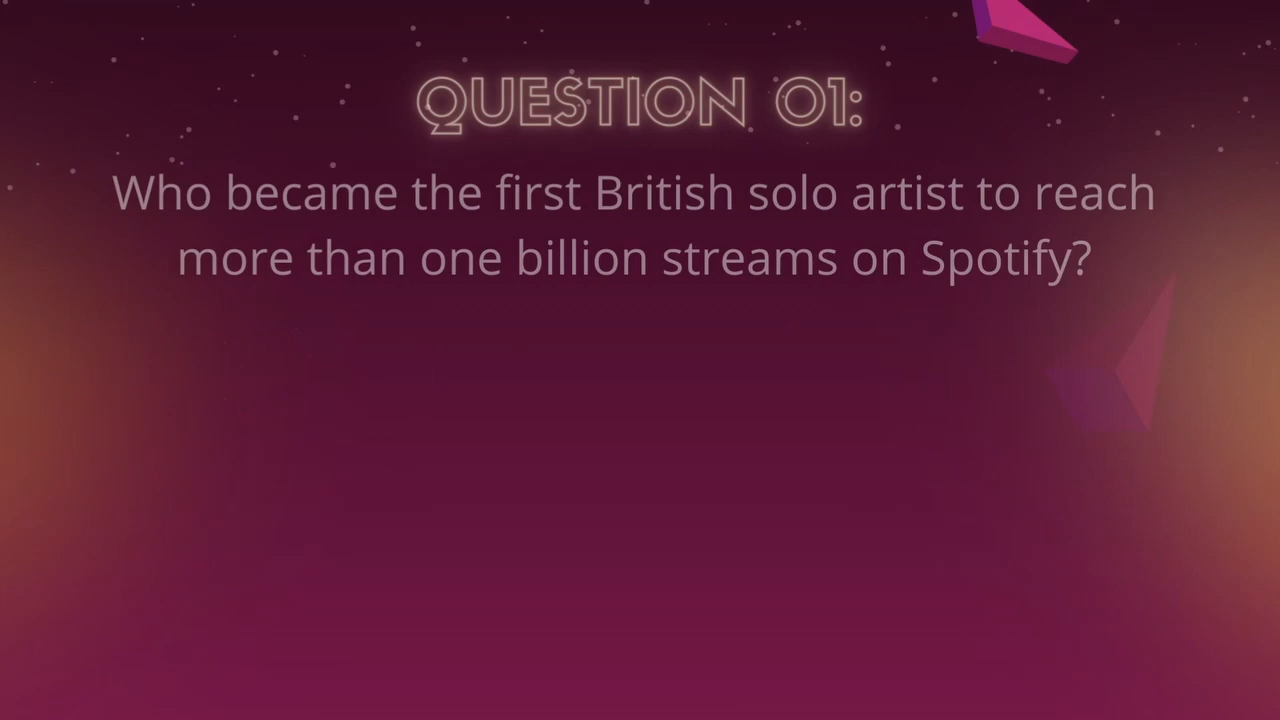 QUESTION 01:
Who became the first British solo artist to reach
more than one billion streams on Spotify?